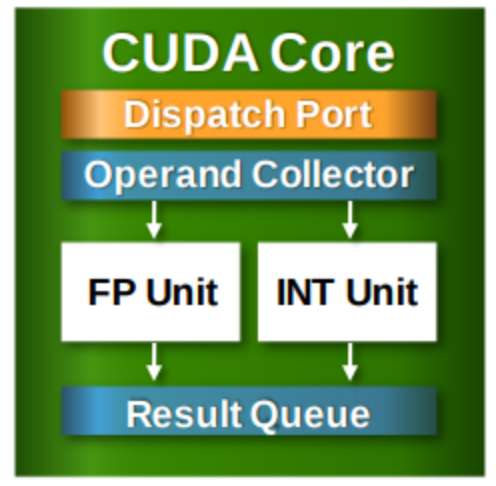 CUDA Core
Dispatch Port
Operand Collector
FP Unit
INT Unit
Result Queue